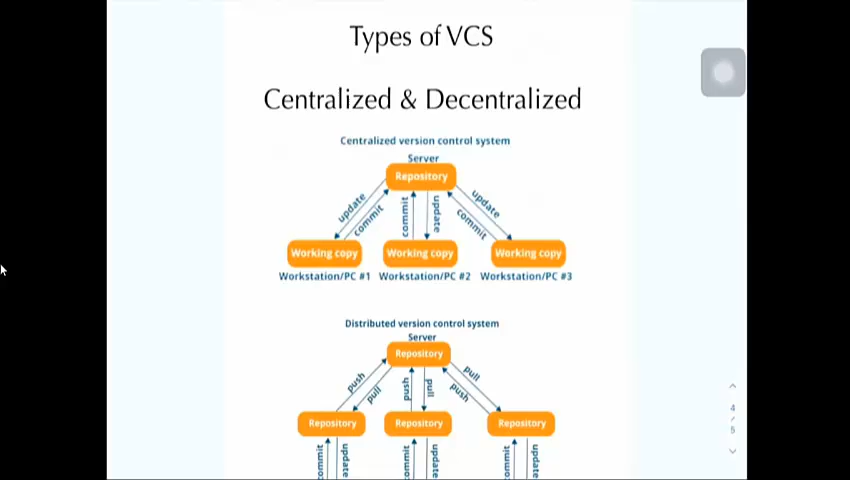 Types of VCS
Centralized & Decentralized
Centralized version control system
Server
Repository
update
commit
commit
update
update
commit
Working copy
Working copy
Working copy
Workstation/PC #1
Workstation/PC #2
Workstation/PC #3
Distributed version control system
Server
Repository
push
pull
push
pull
pull
push
Repository
Repository
Repository
commit
update
commit
update
commit
update
4
/
5